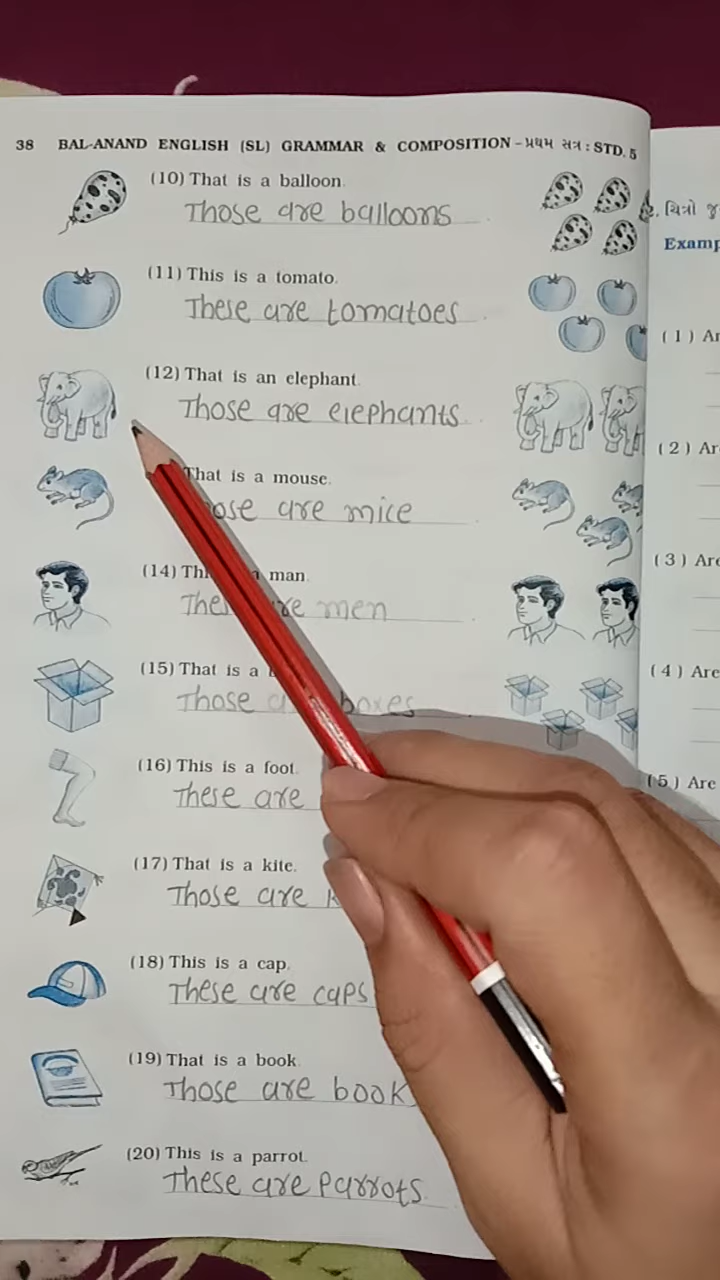 38 BAL-ANAND ENGLISH (SL) GRAMMAR & COMPOSITION – પ્રથમ સત્ર : STD. 5
(10) That is a balloon.
Those are balloons
(11) This is a tomato.
These are tomatoes
(12) That is an elephant.
Those are elephants
That is a mouse.
are mice
(14) man.
men
(15) That is a
Those boxes
(16) This is a foot.
These are
(17) That is a kite.
Those are
(18) This is a cap.
These are caps
(19) That is a book.
Those are book
(20) This is a parrot.
These are parrots
ચિત્રો
Examp
(1) Ar
(2) Ar
(3) Are
(4) Are
(5) Are